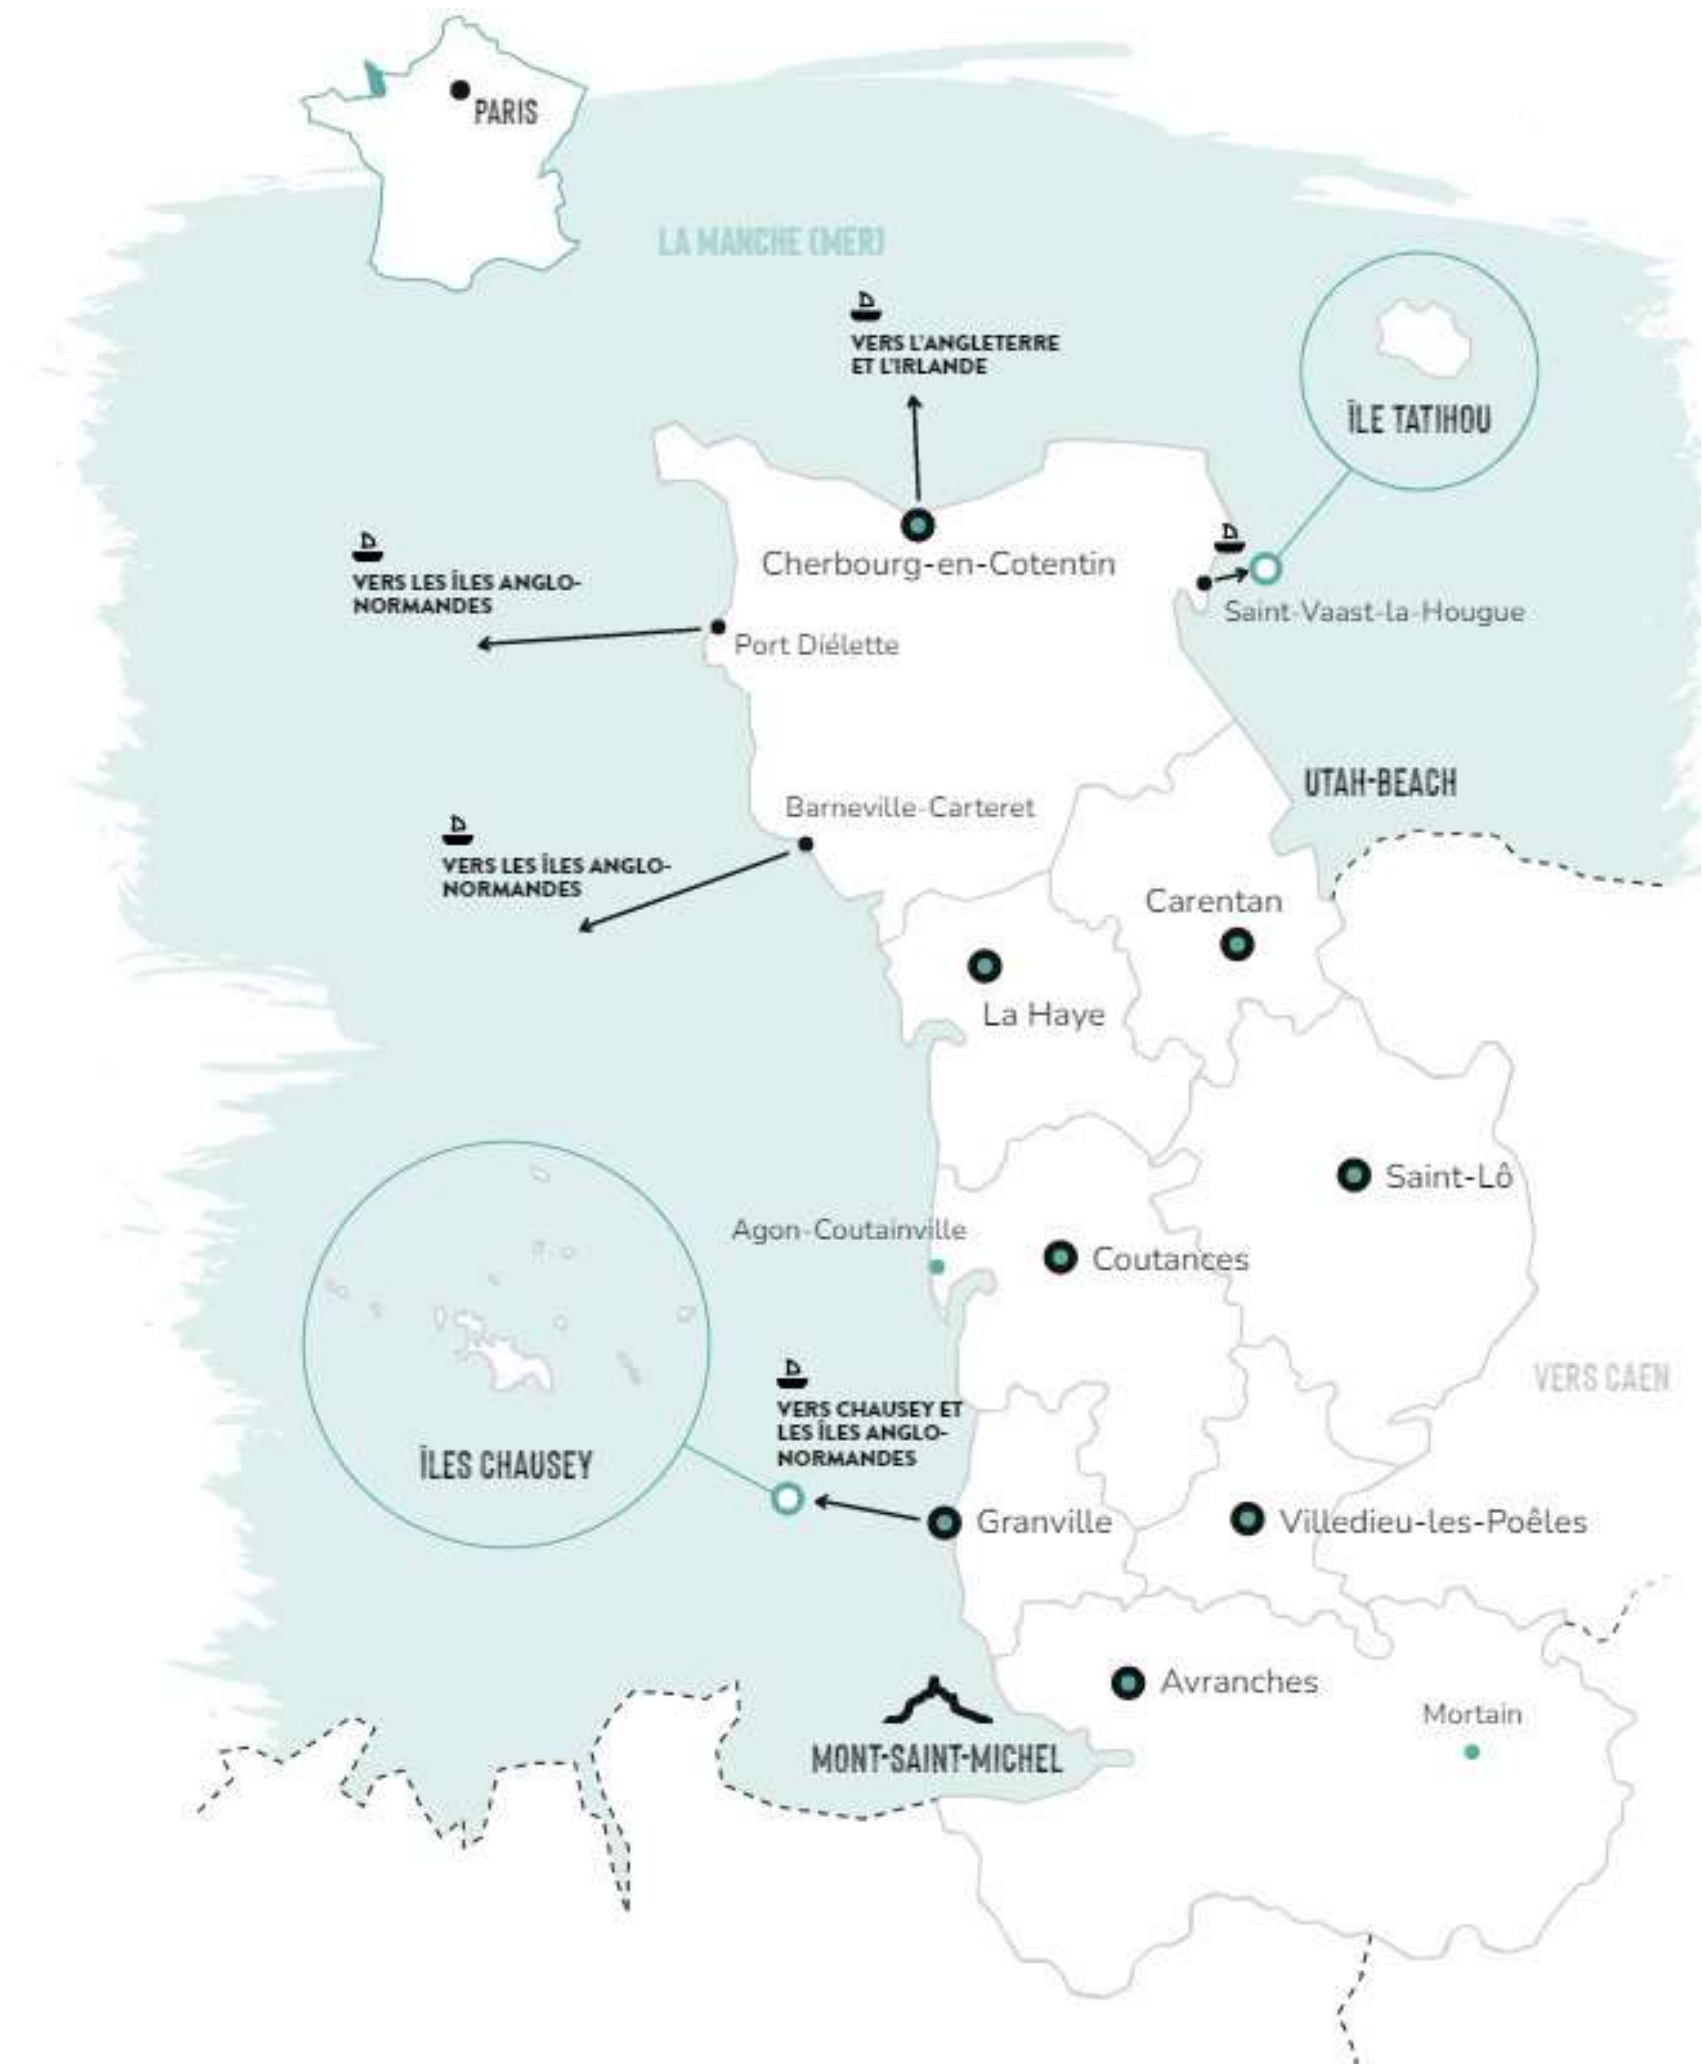 PARIS
LA MANCHE (MER)
VERS L'ANGLETERRE
ET L'IRLANDE
ÎLE TATIHOU
Cherbourg-en-Cotentin
VERS LES ÎLES ANGLO-
NORMANDES
Saint-Vaast-la-Hougue
Port Diélette
UTAH-BEACH
Barneville-Carteret
VERS LES ÎLES ANGLO-
NORMANDES
Carentan
La Haye
Saint-Lô
Agon-Coutainville
Coutances
VERS CAEN
VERS CHAUSEY ET
LES ÎLES ANGLO-
NORMANDES
ÎLES CHAUSEY
Granville
Villedieu-les-Poêles
Avranches
Mortain
MONT-SAINT-MICHEL